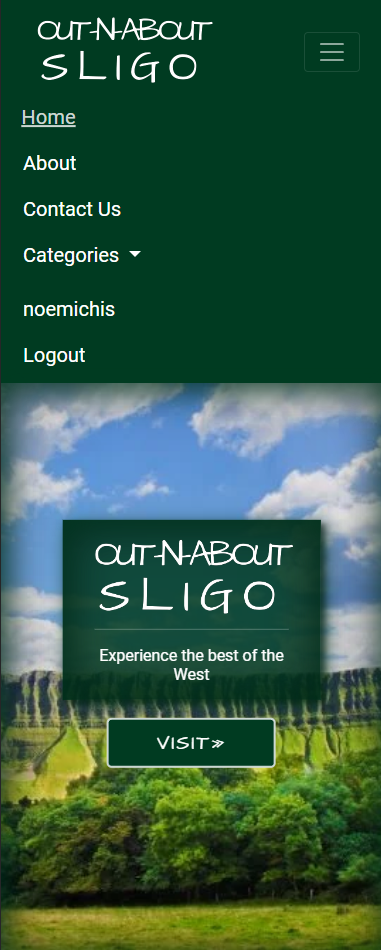 OUT-N-ABOUT
SLIGO
Home
About
Contact Us
Categories
noemichis
Logout
OUT-N-ABOUT
SLIGO
Experience the best of the
West
VISIT»